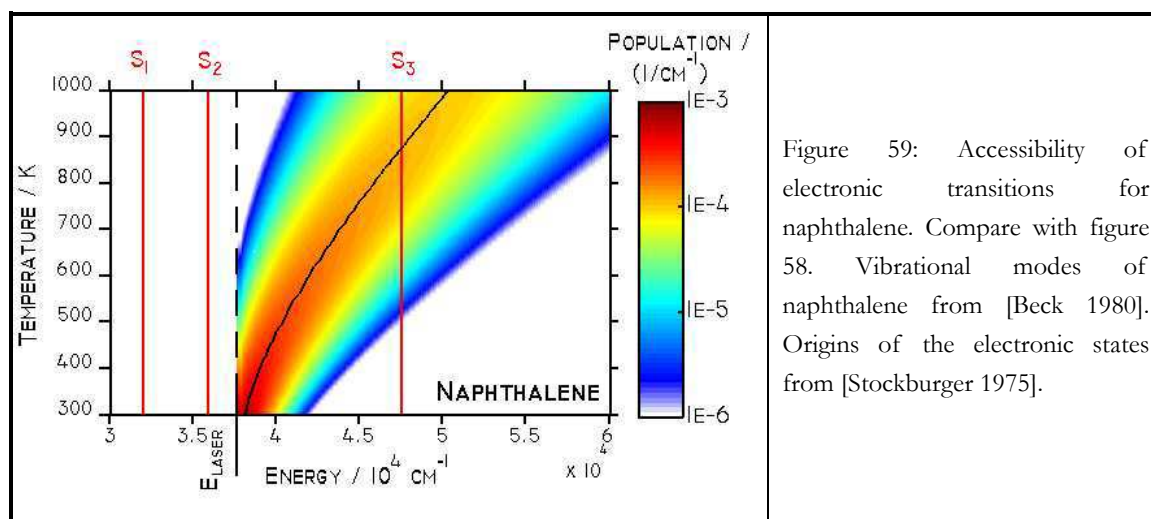 POPULATION /
(1/CM⁻¹)
S₁ S₂ S₃
1000
900
800
700
600
500
400
300
TEMPERATURE / K
1E-3
1E-4
1E-5
1E-6
NAPHTHALENE
3 3.5 4 4.5 5 5.5 6
E_LASER
ENERGY / 10⁴ CM⁻¹
x 10⁴
Figure 59: Accessibility of
electronic transitions for
naphthalene. Compare with figure
58. Vibrational modes of
naphthalene from [Beck 1980].
Origins of the electronic states
from [Stockburger 1975].